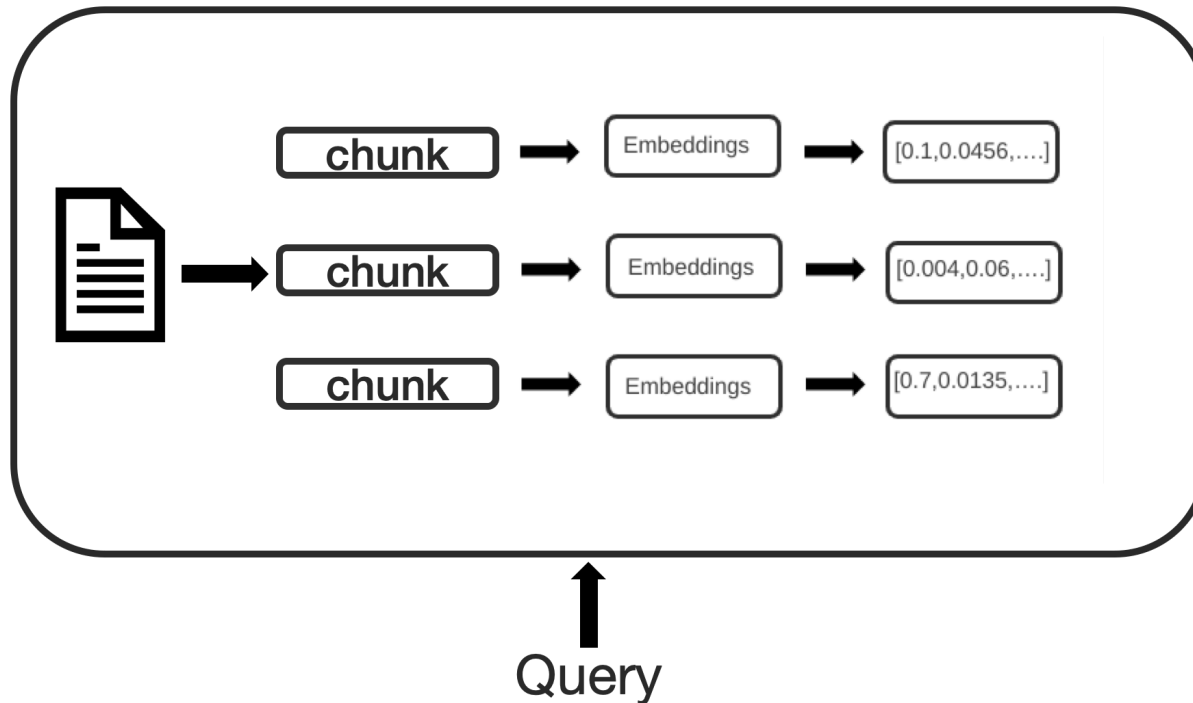 chunk
Embeddings
[0.1,0.0456,....]
chunk
Embeddings
[0.004,0.06,....]
chunk
Embeddings
[0.7,0.0135,....]
Query